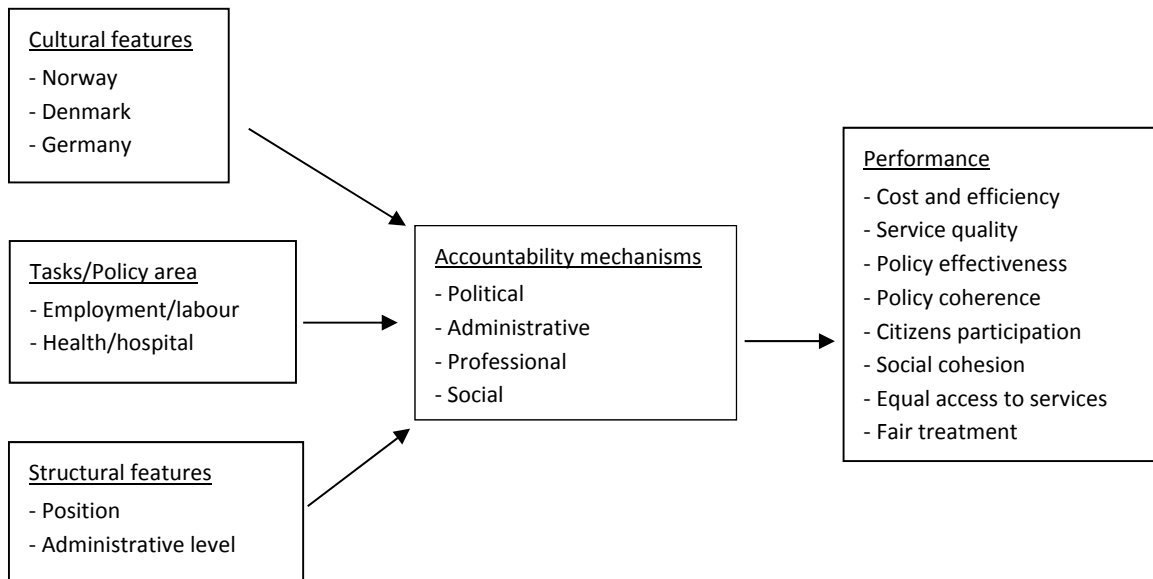 Cultural features
- Norway
- Denmark
- Germany
Tasks/Policy area
- Employment/labour
- Health/hospital
Structural features
- Position
- Administrative level
Accountability mechanisms
- Political
- Administrative
- Professional
- Social
Performance
- Cost and efficiency
- Service quality
- Policy effectiveness
- Policy coherence
- Citizens participation
- Social cohesion
- Equal access to services
- Fair treatment